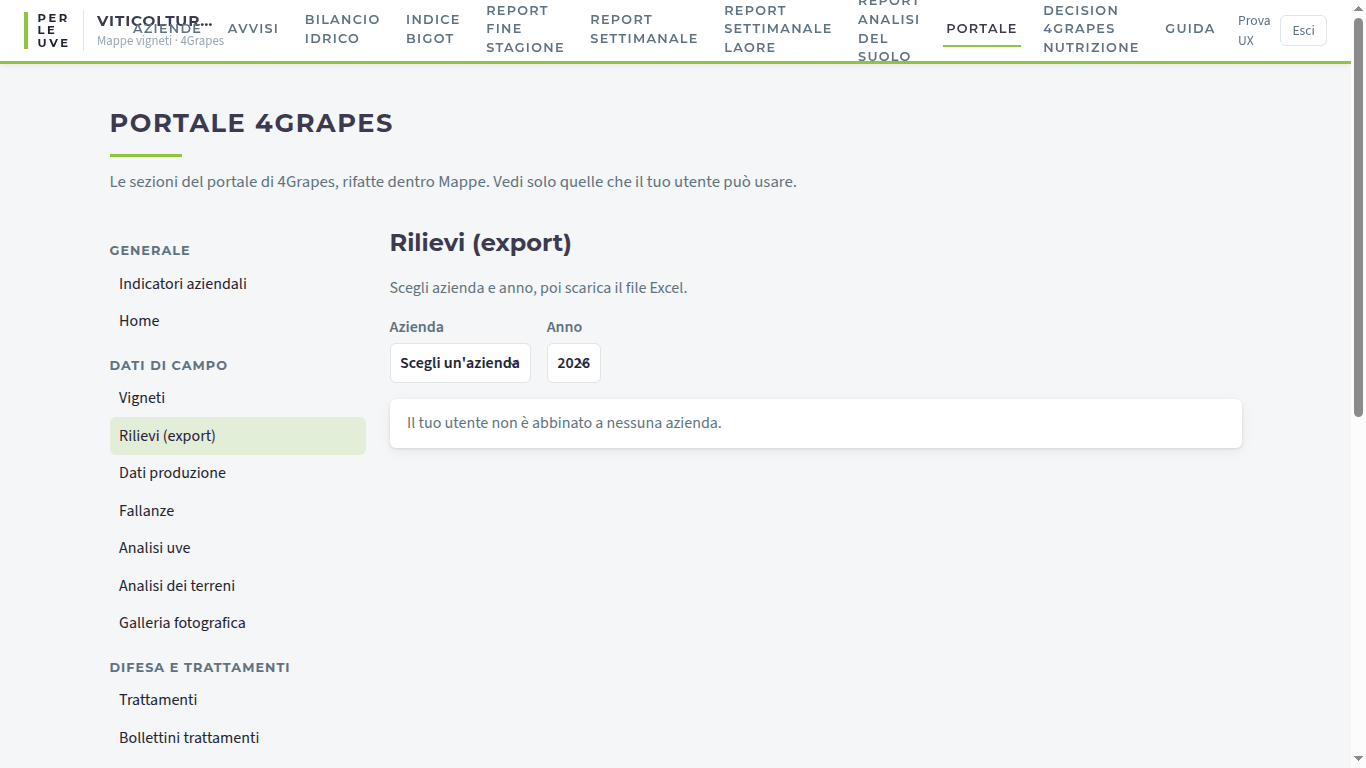 PER
LE
UVE
VITICOLTUR...
Mappe vigneti · 4Grapes
AZIENDE
AVVISI
BILANCIO
IDRICO
INDICE
BIGOT
REPORT
FINE
STAGIONE
REPORT
SETTIMANALE
REPORT
SETTIMANALE
LAORE
REPORT
ANALISI
DEL
SUOLO
PORTALE
DECISION
4GRAPES
NUTRIZIONE
GUIDA
Prova
UX
Esci
PORTALE 4GRAPES
Le sezioni del portale di 4Grapes, rifatte dentro Mappe. Vedi solo quelle che il tuo utente può usare.
GENERALE
Indicatori aziendali
Home
DATI DI CAMPO
Vigneti
Rilievi (export)
Dati produzione
Fallanze
Analisi uve
Analisi dei terreni
Galleria fotografica
DIFESA E TRATTAMENTI
Trattamenti
Bollettini trattamenti
Rilievi (export)
Scegli azienda e anno, poi scarica il file Excel.
Azienda
Anno
Scegli un'azienda
2026
Il tuo utente non è abbinato a nessuna azienda.